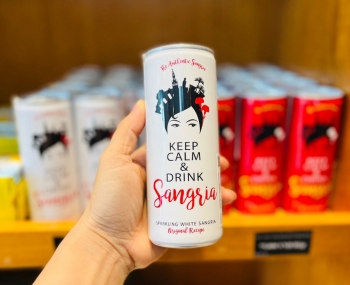 The Authentic Sangria
KEEP
CALM
&
DRINK
Sangria
SPARKLING WHITE SANGRIA
Original Recipe